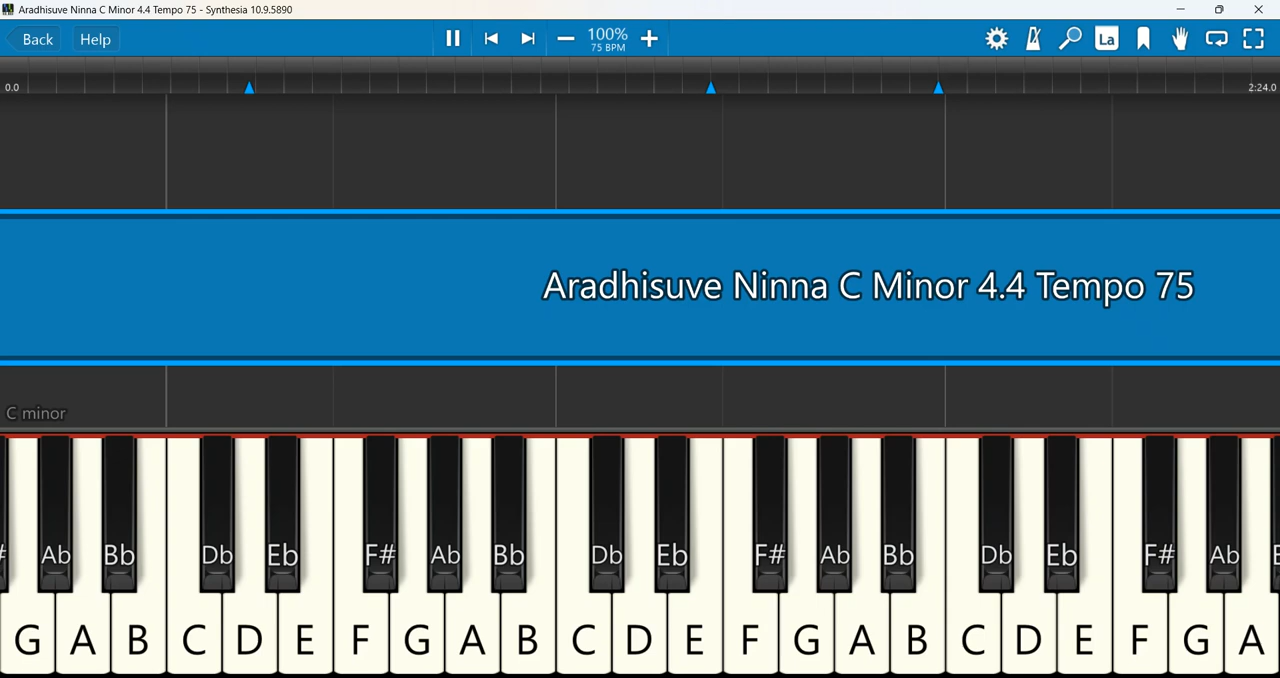 Aradhisuve Ninna C Minor 4.4 Tempo 75 - Synthesia 10.9.5890
Back Help 100% La
75 BPM
0.0 2:24.0
Aradhisuve Ninna C Minor 4.4 Tempo 75
C minor
# Ab Bb Db Eb F# Ab Bb Db Eb F# Ab Bb Db Eb F# Ab
G A B C D E F G A B C D E F G A B C D E F G A